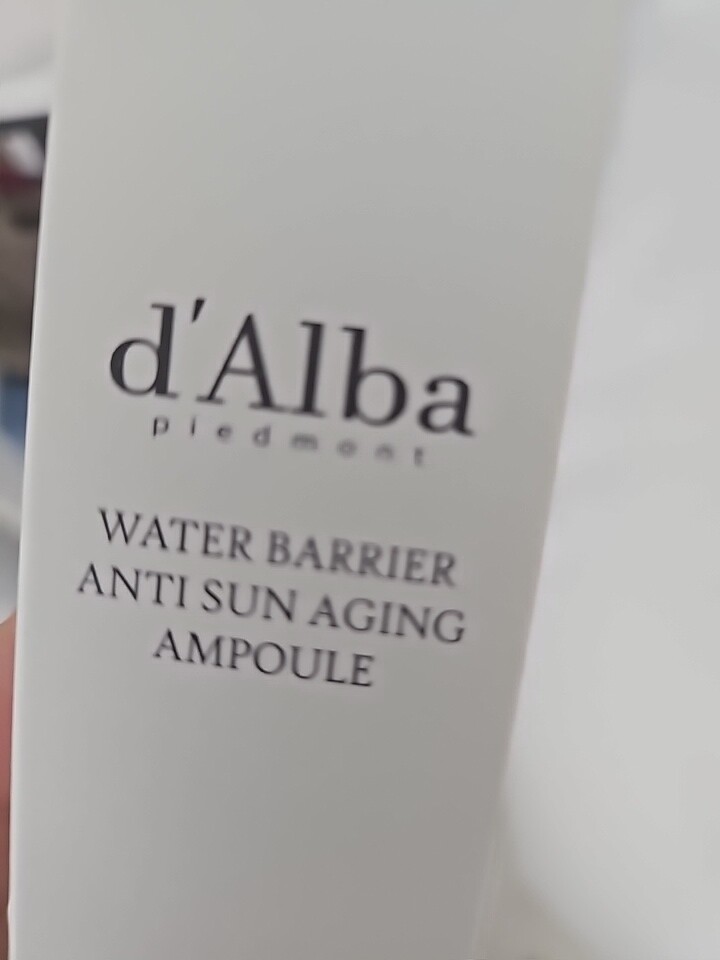 d'Alba
piedmont
WATER BARRIER
ANTI SUN AGING
AMPOULE